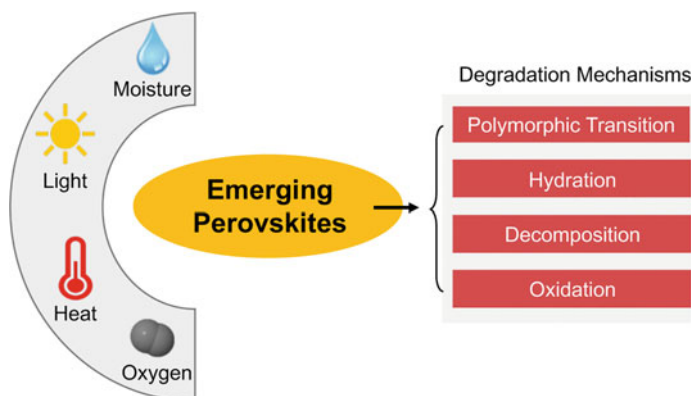 Moisture
Light
Heat
Oxygen
Emerging
Perovskites
Degradation Mechanisms
Polymorphic Transition
Hydration
Decomposition
Oxidation